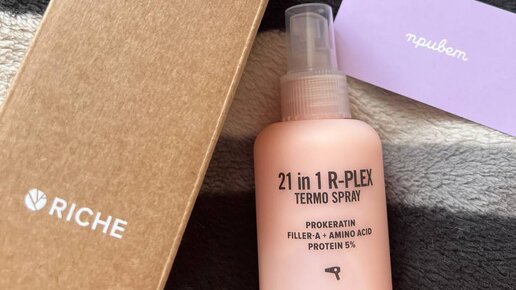 RICHE
привет
21 in 1 R-PLEX
TERMO SPRAY
PROKERATIN
FILLER-A + AMINO ACID
PROTEIN 5%